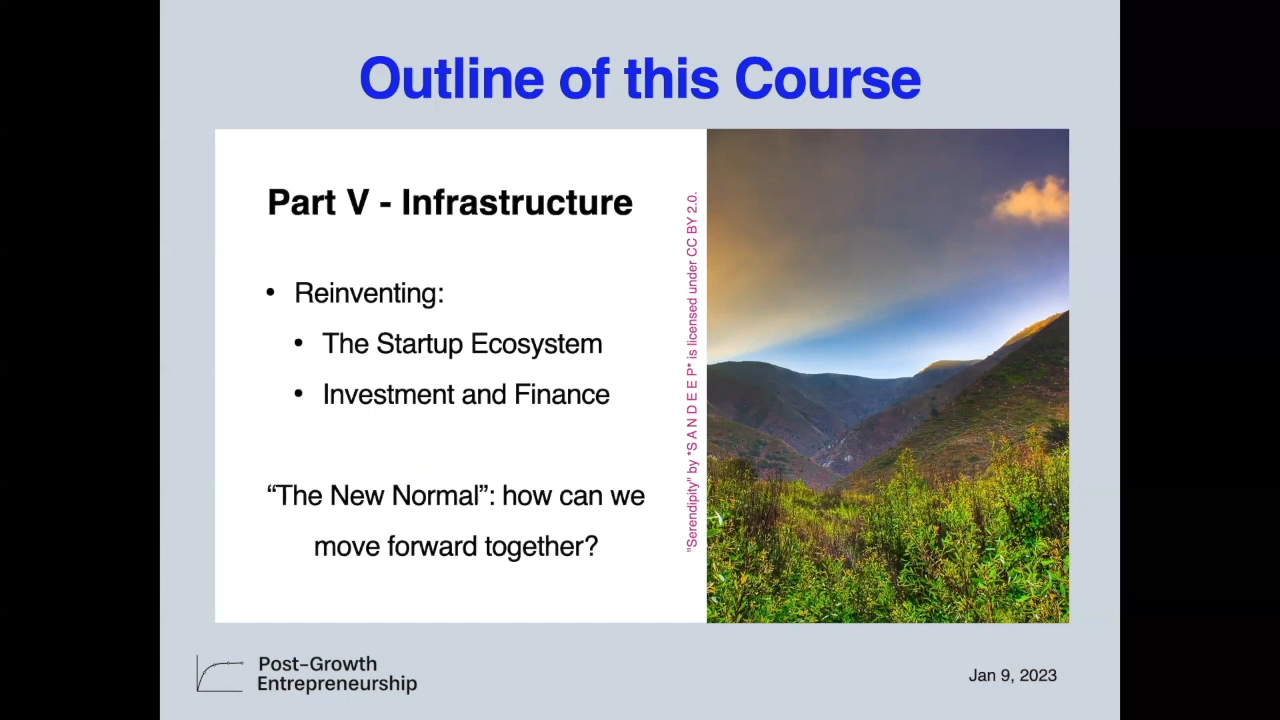 Outline of this Course
Part V - Infrastructure
• Reinventing:
• The Startup Ecosystem
• Investment and Finance
“The New Normal”: how can we
move forward together?
"Serendipity" by *S A N D E E P* is licensed under CC BY 2.0.
Post-Growth
Entrepreneurship
Jan 9, 2023